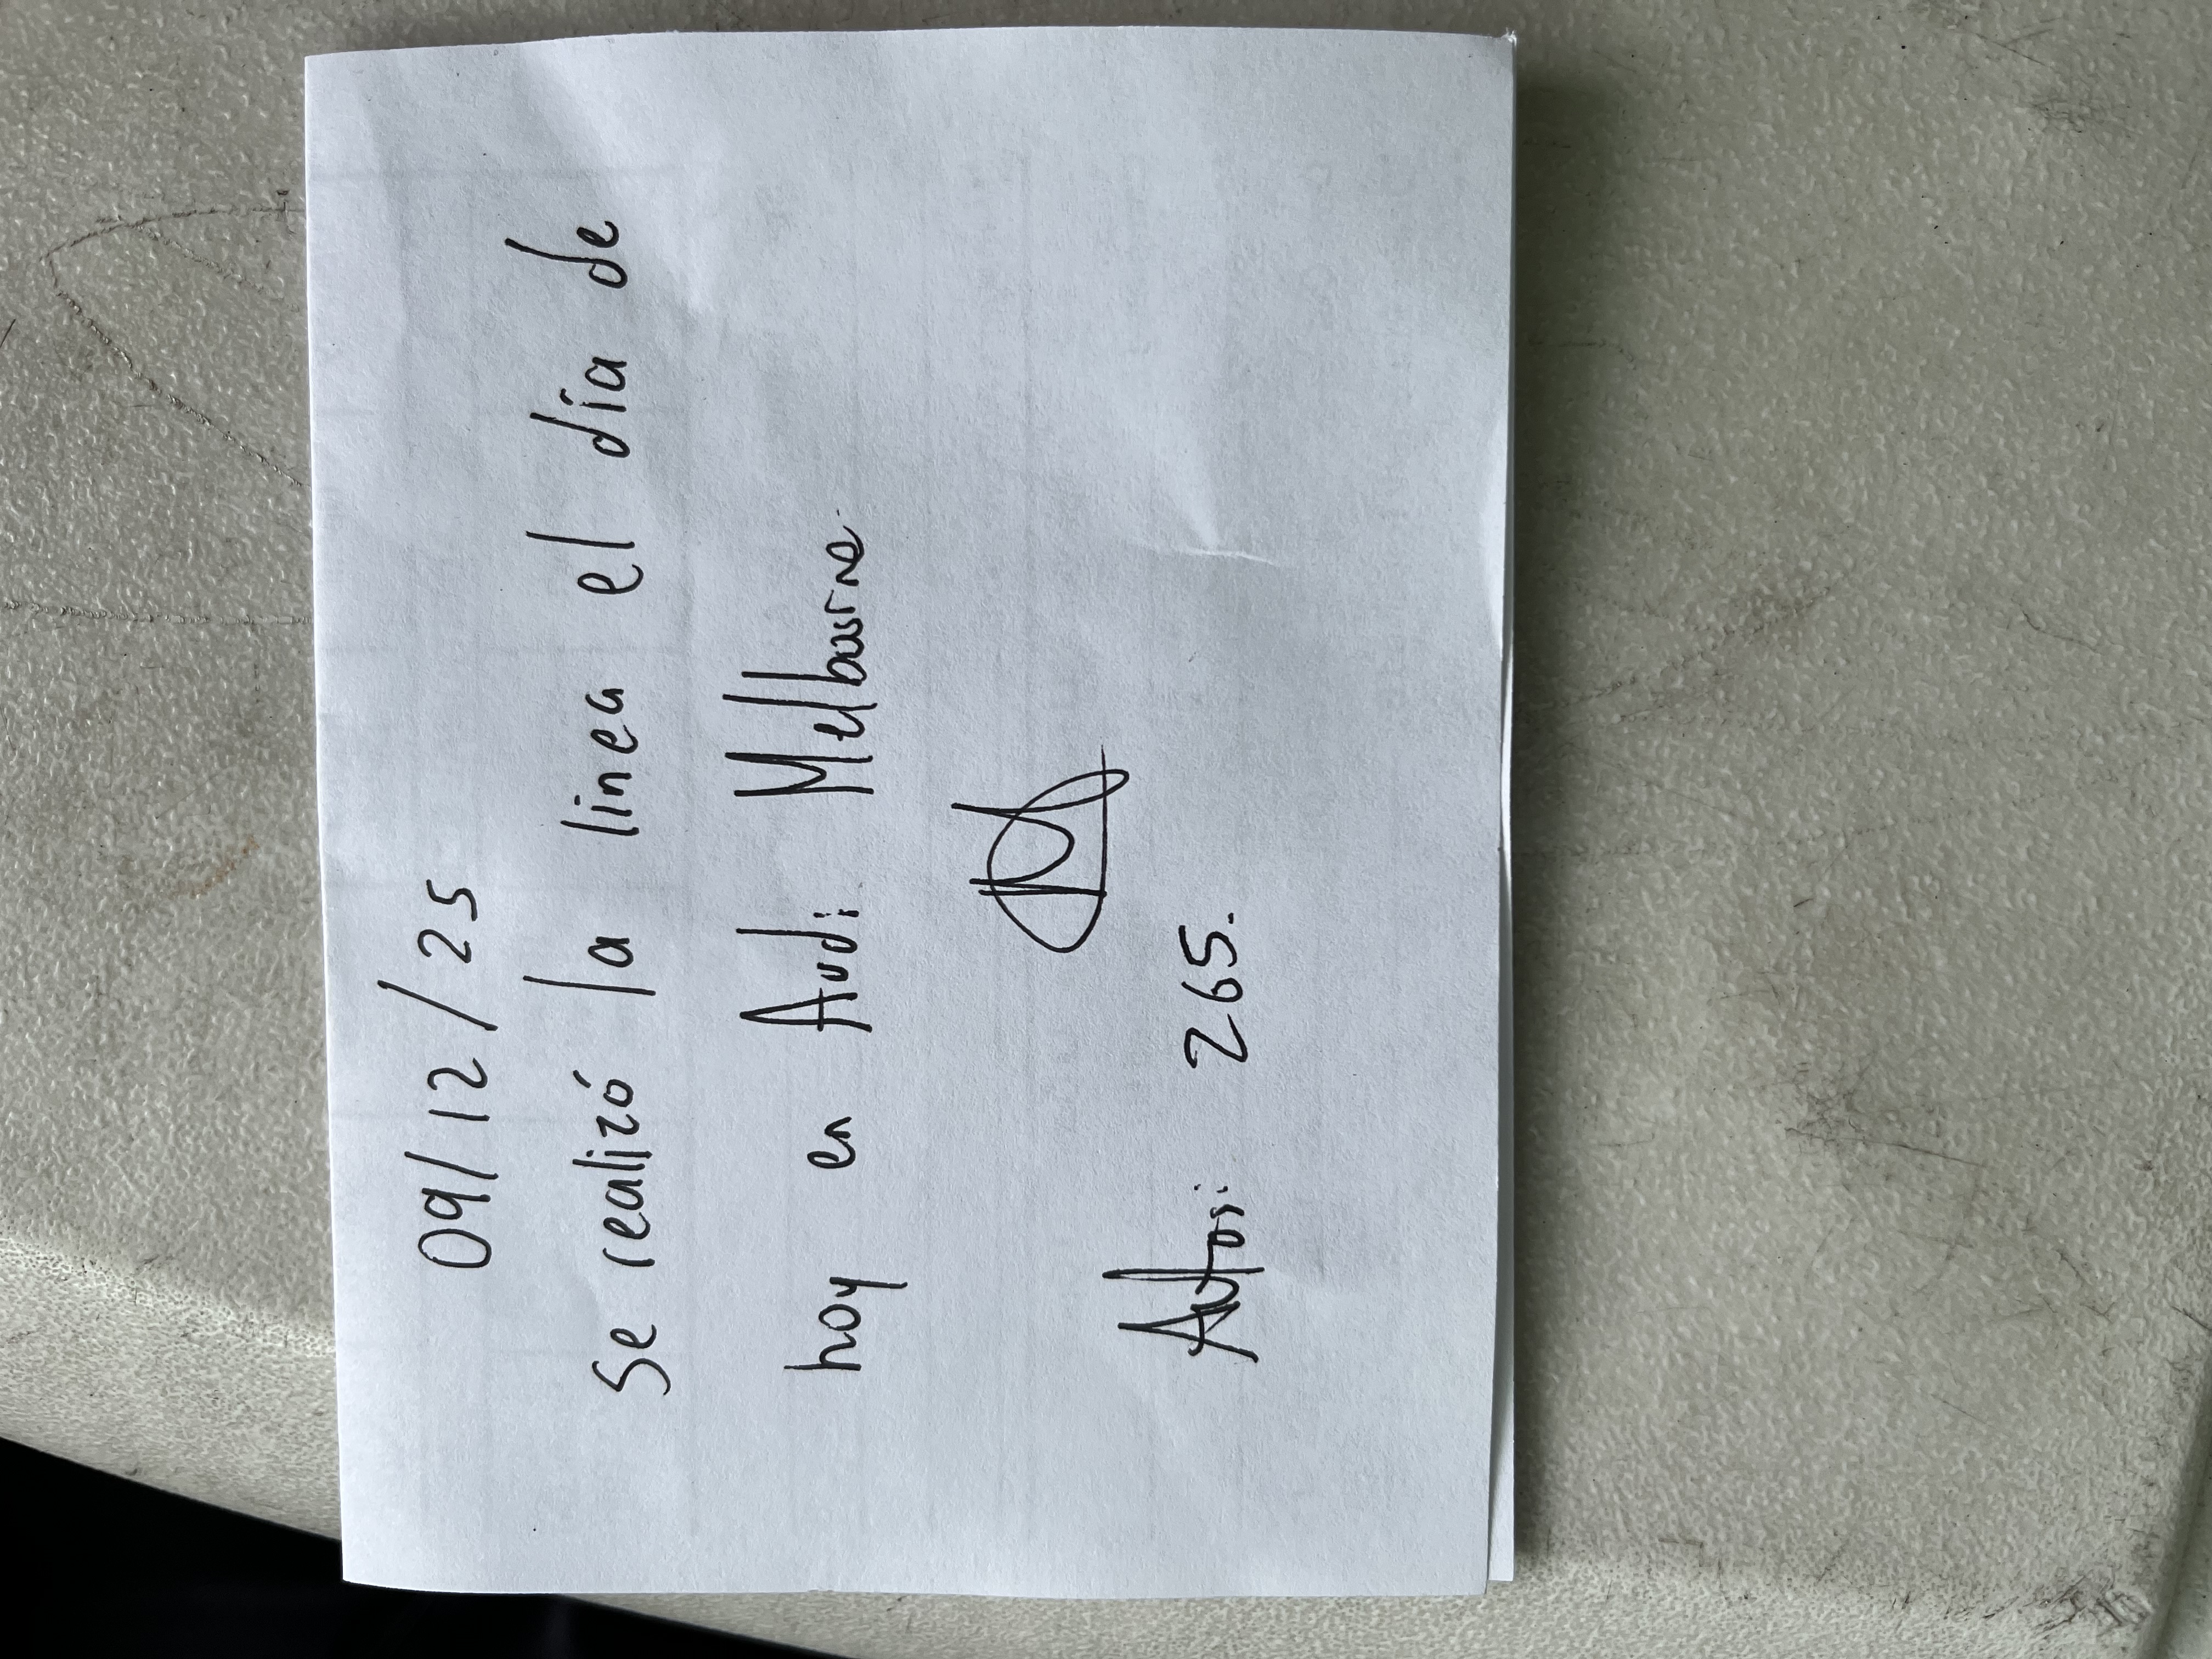 09/12/25
Se realizó la linea el día de
hoy en Audi Melbourne.
Autos: 265.